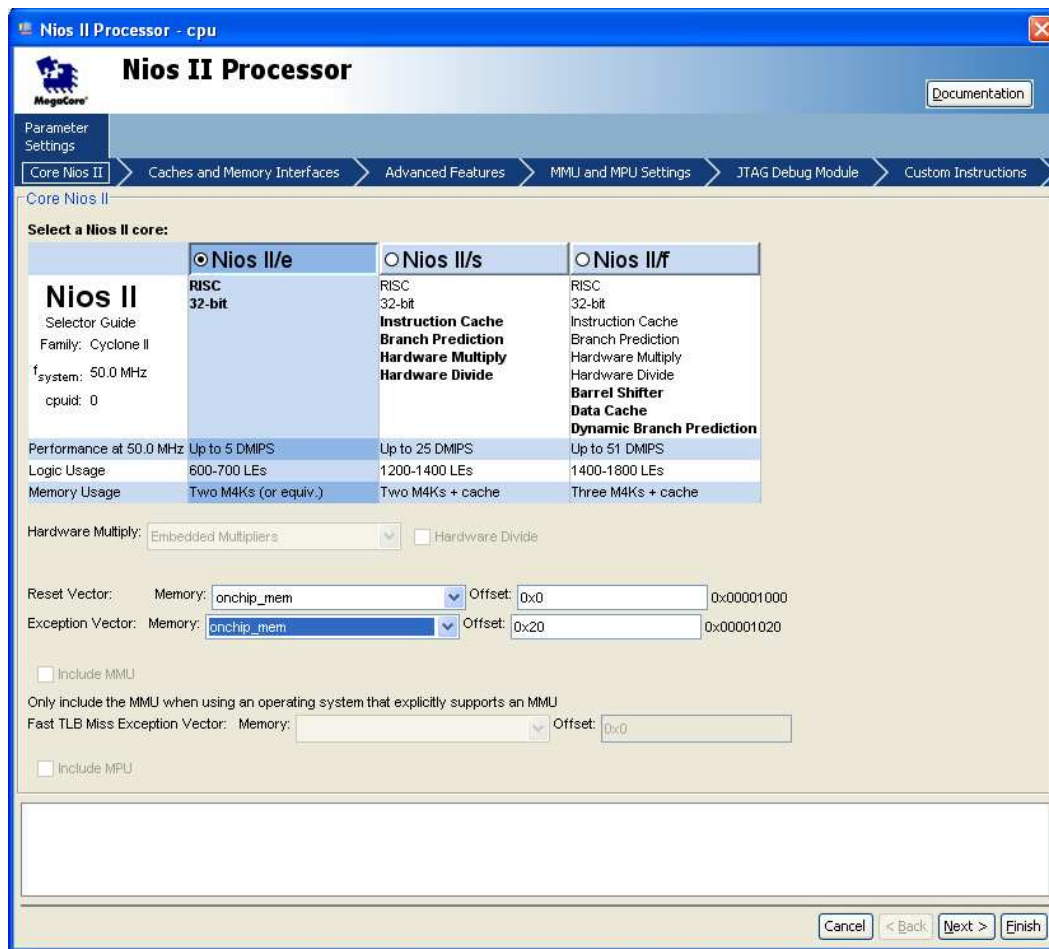 Nios II Processor - cpu
MegaCore®
Nios II Processor
Documentation
Parameter
Settings
Core Nios II
Caches and Memory Interfaces
Advanced Features
MMU and MPU Settings
JTAG Debug Module
Custom Instructions
Core Nios II
Select a Nios II core:
Nios II/e
Nios II/s
Nios II/f
Nios II
Selector Guide
Family: Cyclone II
fsystem: 50.0 MHz
cpuid: 0
RISC
32-bit
RISC
32-bit
Instruction Cache
Branch Prediction
Hardware Multiply
Hardware Divide
RISC
32-bit
Instruction Cache
Branch Prediction
Hardware Multiply
Hardware Divide
Barrel Shifter
Data Cache
Dynamic Branch Prediction
Performance at 50.0 MHz Up to 5 DMIPS Up to 25 DMIPS Up to 51 DMIPS
Logic Usage 600-700 LEs 1200-1400 LEs 1400-1800 LEs
Memory Usage Two M4Ks (or equiv.) Two M4Ks + cache Three M4Ks + cache
Hardware Multiply: Embedded Multipliers Hardware Divide
Reset Vector: Memory: onchip_mem Offset: 0x0 0x00001000
Exception Vector: Memory: onchip_mem Offset: 0x20 0x00001020
Include MMU
Only include the MMU when using an operating system that explicitly supports an MMU
Fast TLB Miss Exception Vector: Memory: Offset: 0x0
Include MPU
Cancel < Back Next > Finish